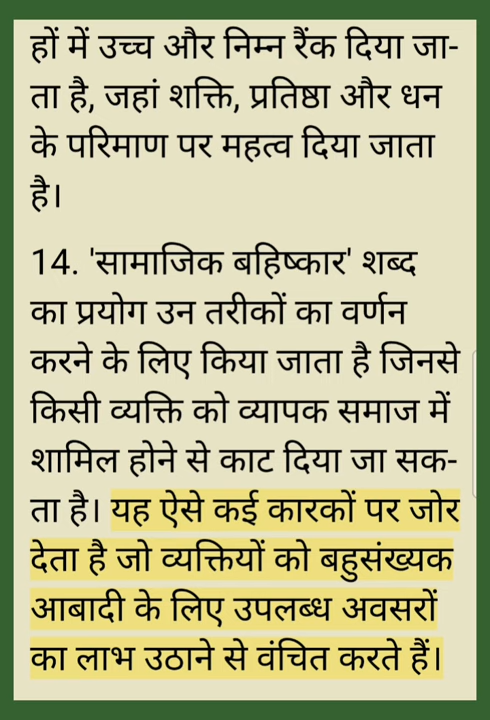 हों में उच्च और निम्न रैंक दिया जा-
ता है, जहां शक्ति, प्रतिष्ठा और धन
के परिमाण पर महत्व दिया जाता
है।
14. 'सामाजिक बहिष्कार' शब्द
का प्रयोग उन तरीकों का वर्णन
करने के लिए किया जाता है जिनसे
किसी व्यक्ति को व्यापक समाज में
शामिल होने से काट दिया जा सक-
ता है। यह ऐसे कई कारकों पर जोर
देता है जो व्यक्तियों को बहुसंख्यक
आबादी के लिए उपलब्ध अवसरों
का लाभ उठाने से वंचित करते हैं।